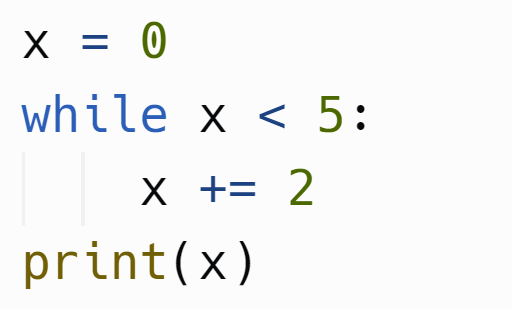 x = 0
while x < 5:
    x += 2
print(x)